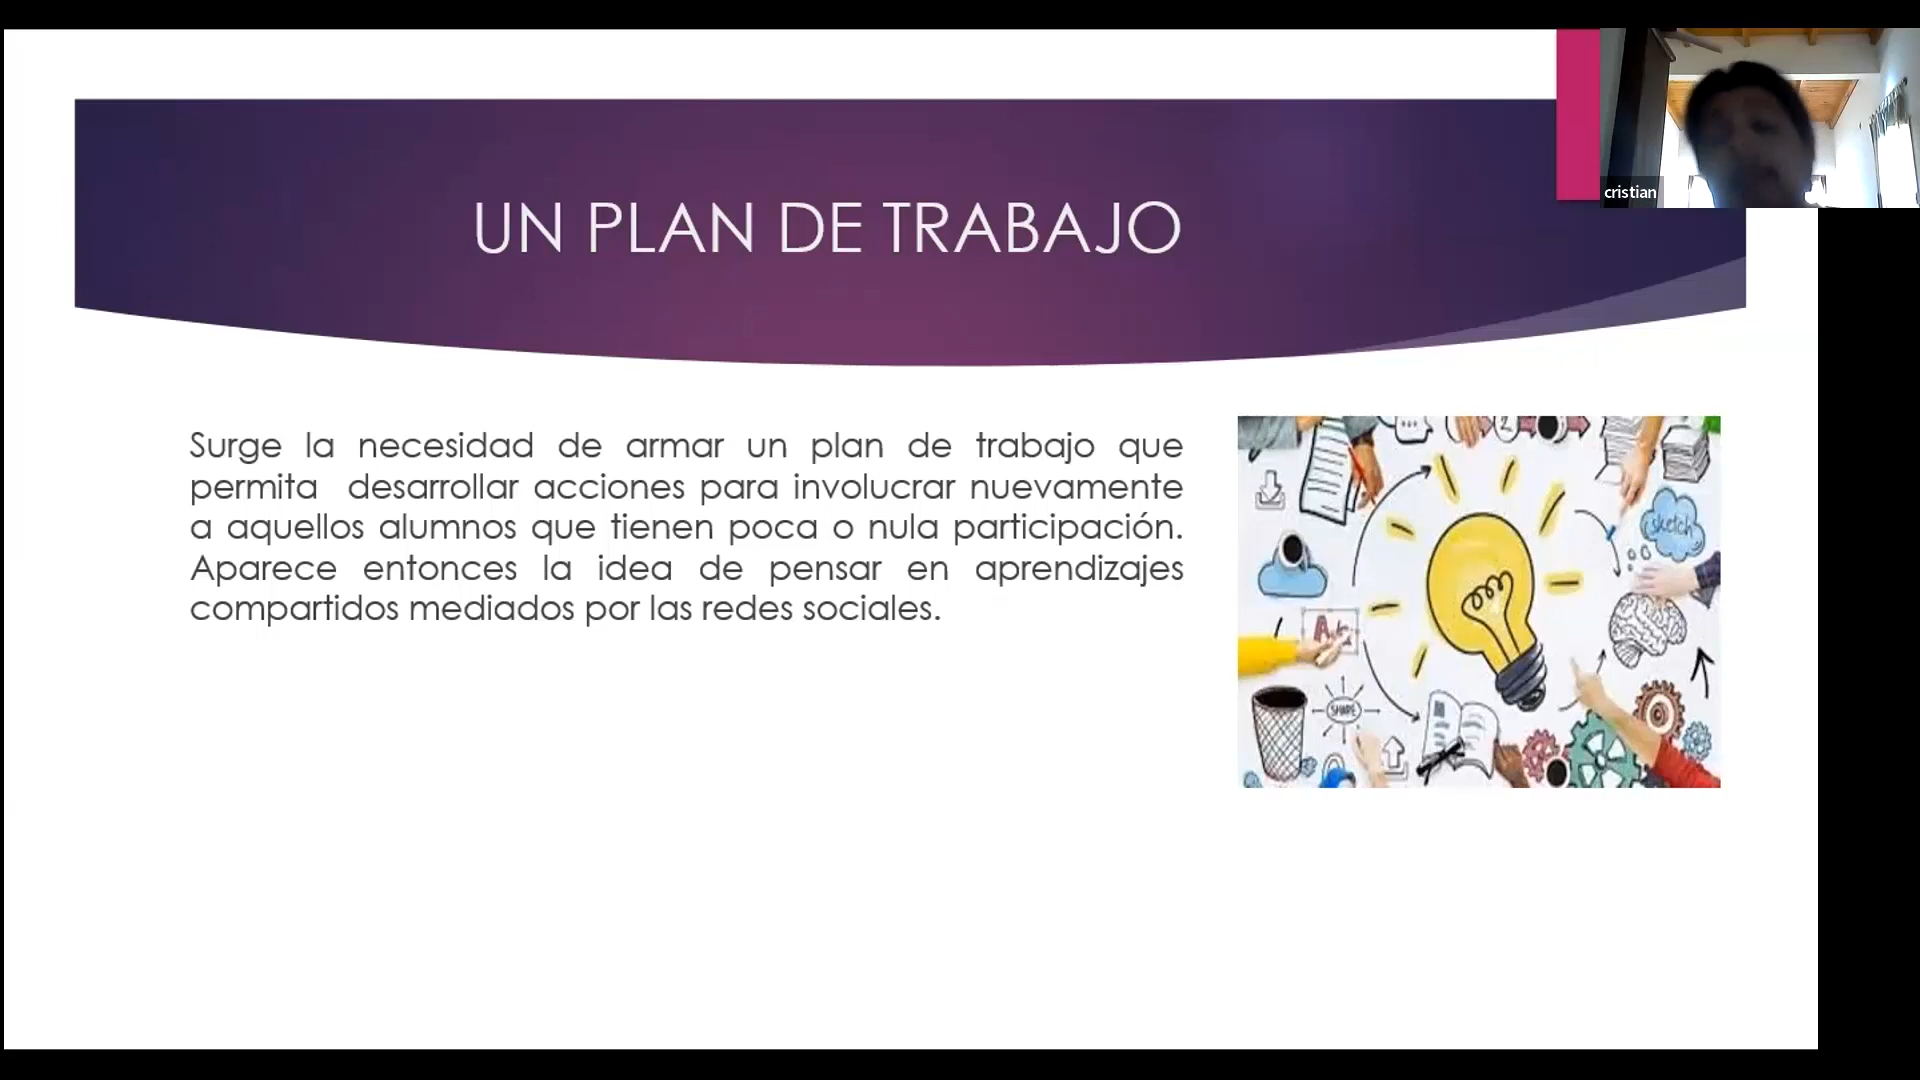 cristian
UN PLAN DE TRABAJO
Surge la necesidad de armar un plan de trabajo que
permita desarrollar acciones para involucrar nuevamente
a aquellos alumnos que tienen poca o nula participación.
Aparece entonces la idea de pensar en aprendizajes
compartidos mediados por las redes sociales.
sketch
SHARE